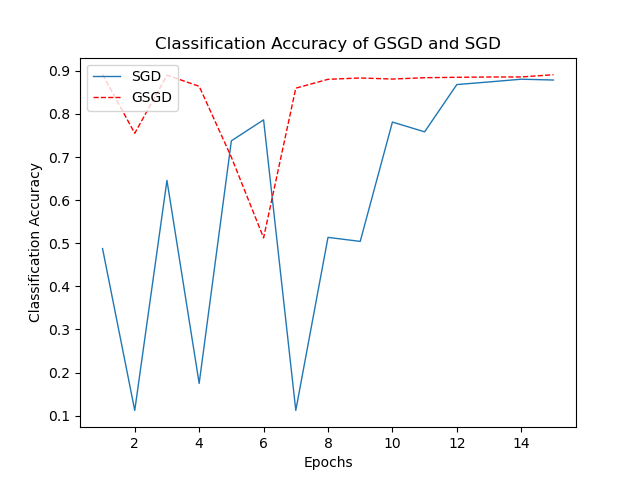 Classification Accuracy of GSGD and SGD
SGD
GSGD
Classification Accuracy
0.9
0.8
0.7
0.6
0.5
0.4
0.3
0.2
0.1
2 4 6 8 10 12 14
Epochs